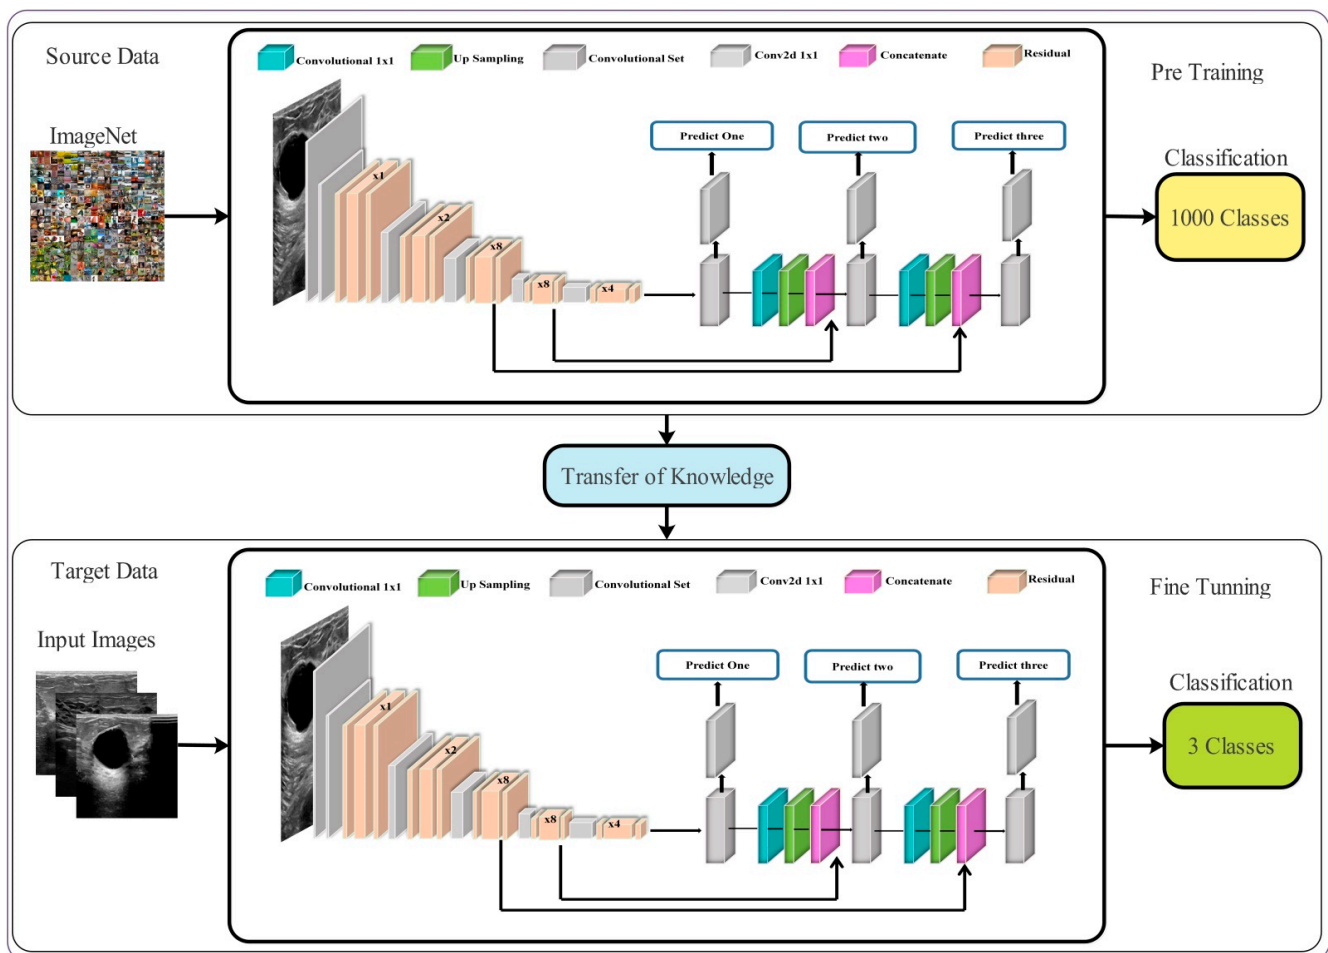 Source Data
ImageNet
Convolutional 1x1
Up Sampling
Convolutional Set
Conv2d 1x1
Concatenate
Residual
Pre Training
x1
x2
x8
x8
x4
Predict One
Predict two
Predict three
Classification
1000 Classes
Transfer of Knowledge
Target Data
Input Images
Convolutional 1x1
Up Sampling
Convolutional Set
Conv2d 1x1
Concatenate
Residual
Fine Tunning
x1
x2
x8
x8
x4
Predict One
Predict two
Predict three
Classification
3 Classes